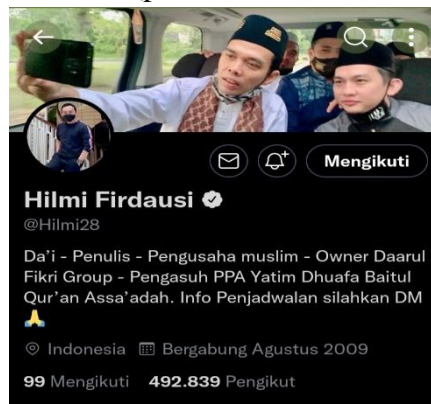 Mengikuti
Hilmi Firdausi
@Hilmi28
Da'i - Penulis - Pengusaha muslim - Owner Daarul
Fikri Group - Pengasuh PPA Yatim Dhuafa Baitul
Qur'an Assa'adah. Info Penjadwalan silahkan DM
🙏
Indonesia Bergabung Agustus 2009
99 Mengikuti 492.839 Pengikut